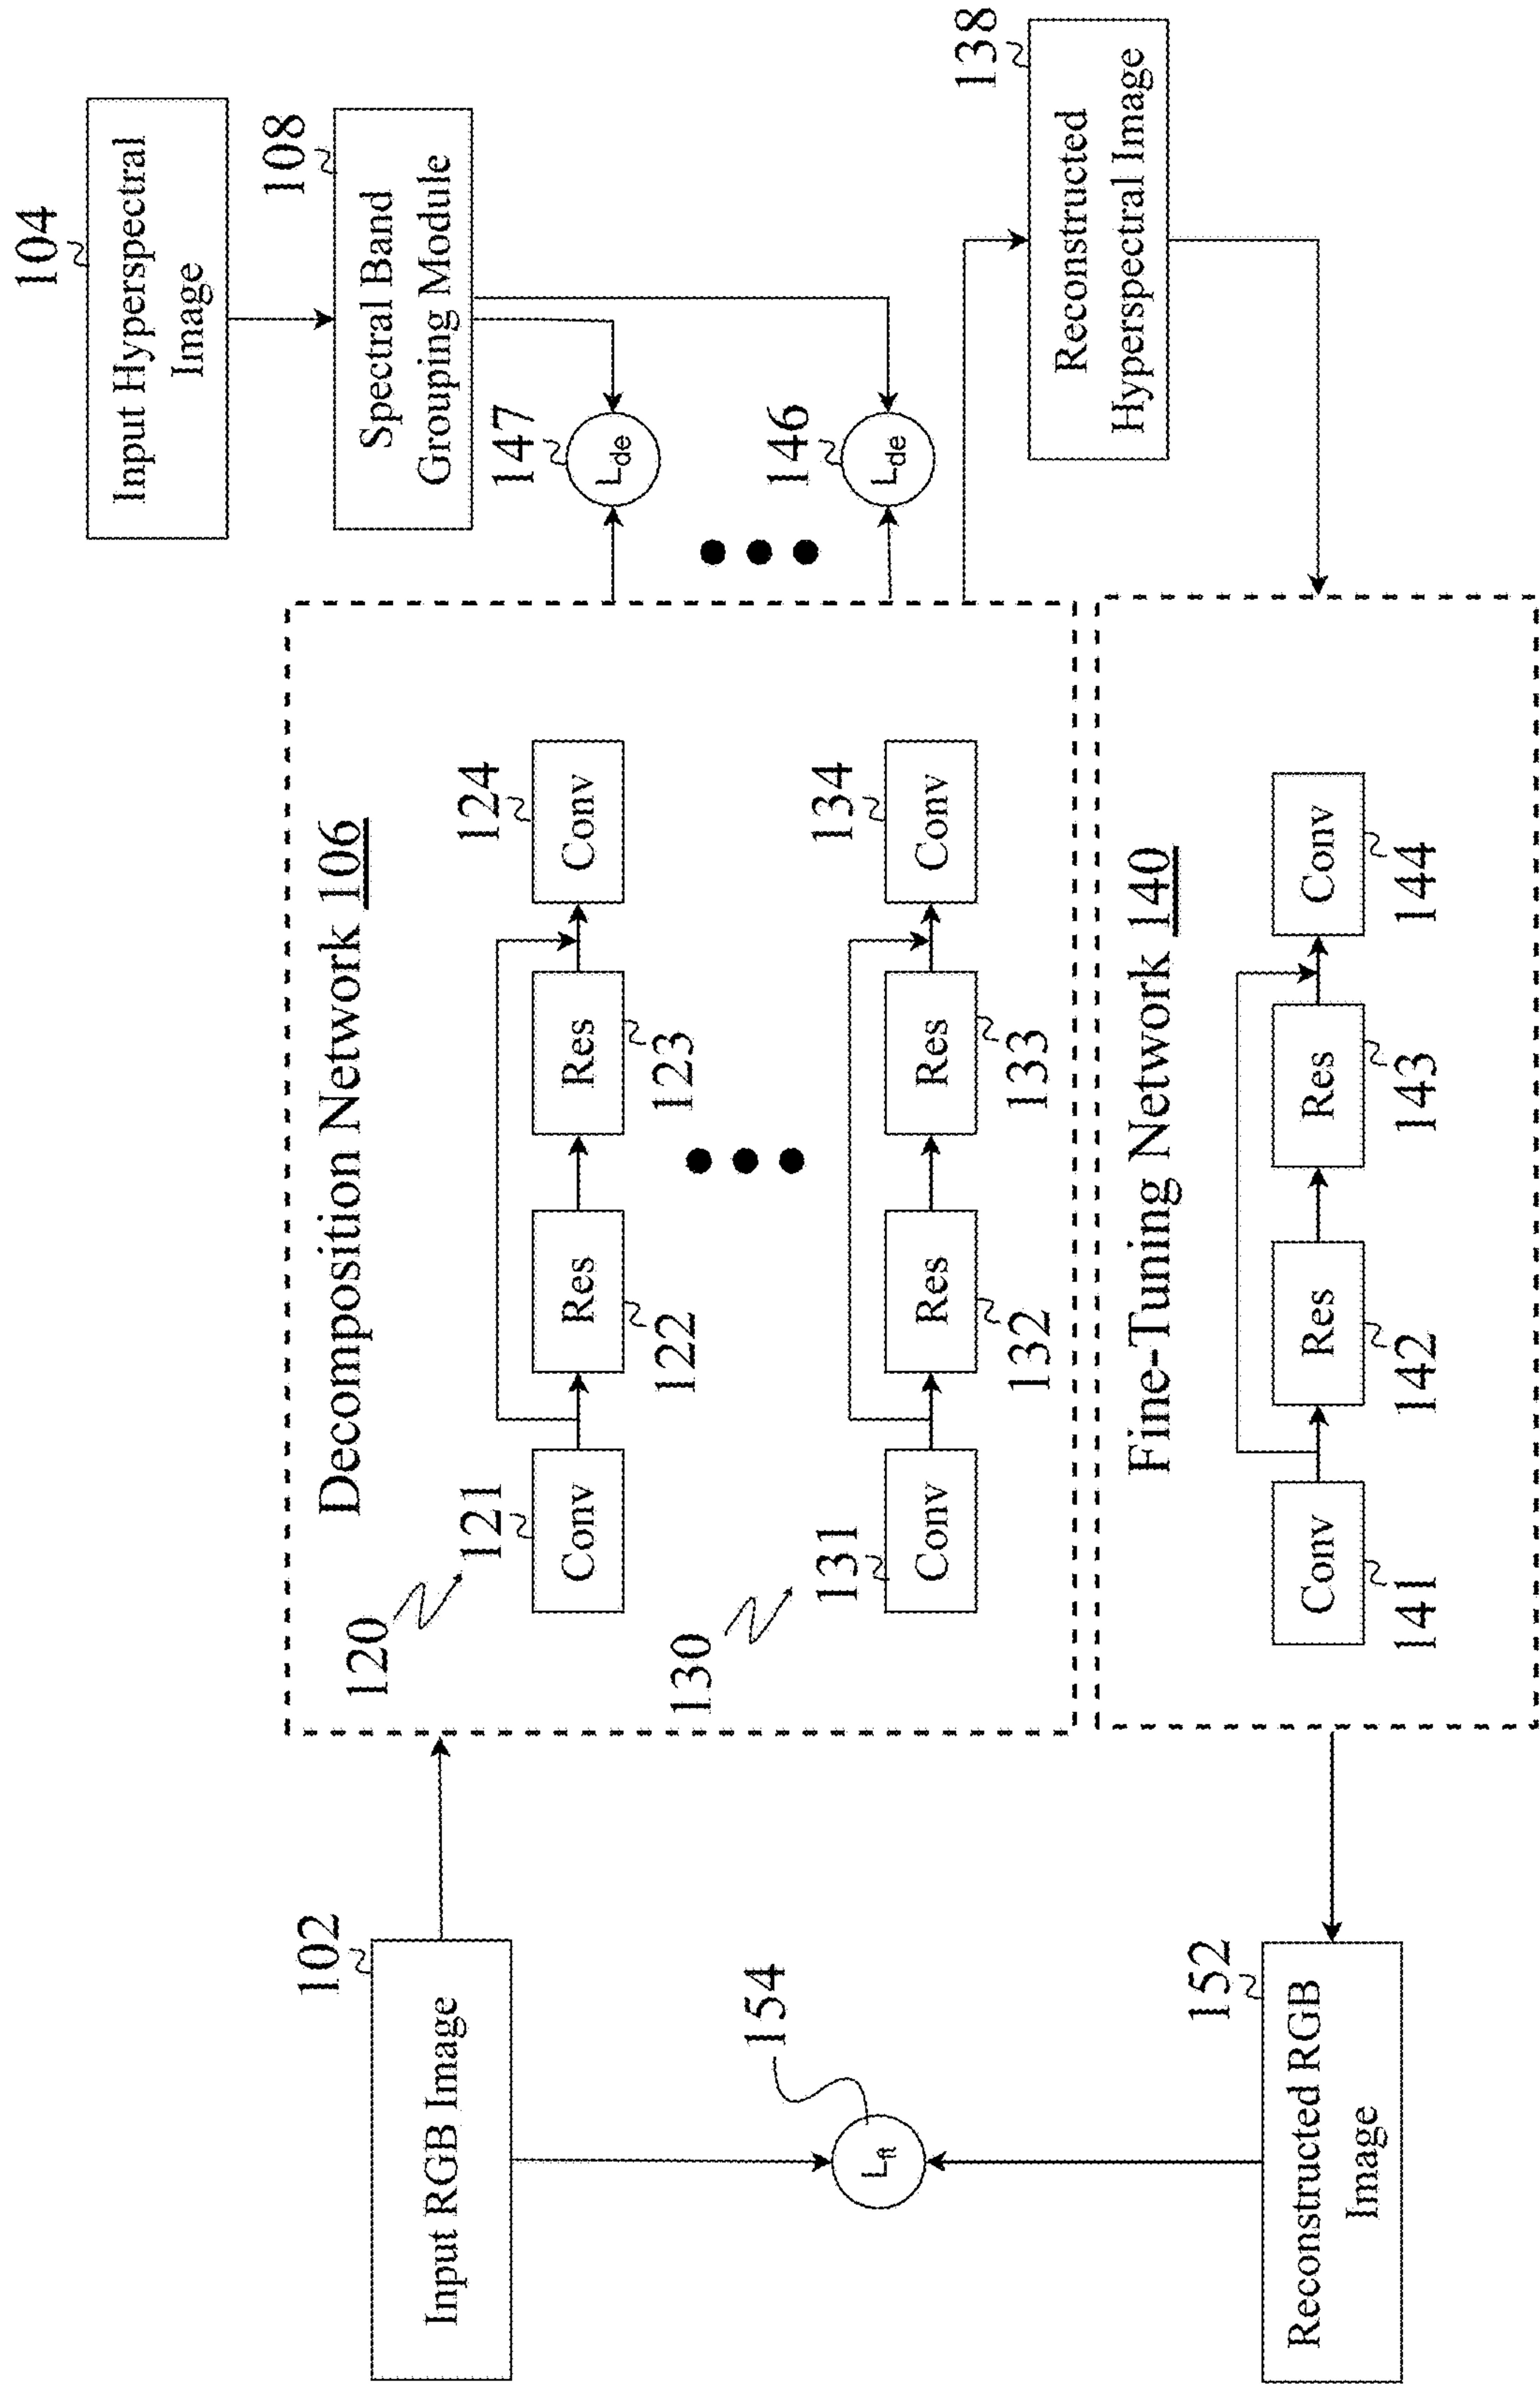 102
Input RGB Image
154
Lft
152
Reconstructed RGB
Image
Decomposition Network 106
120
121
Conv
Res
122
Res
123
124
Conv
130
131
Conv
Res
132
Res
133
134
Conv
Fine-Tuning Network 140
Conv
141
Res
142
Res
143
Conv
144
104
Input Hyperspectral
Image
108
Spectral Band
Grouping Module
147
Lde
146
Lde
138
Reconstructed
Hyperspectral Image